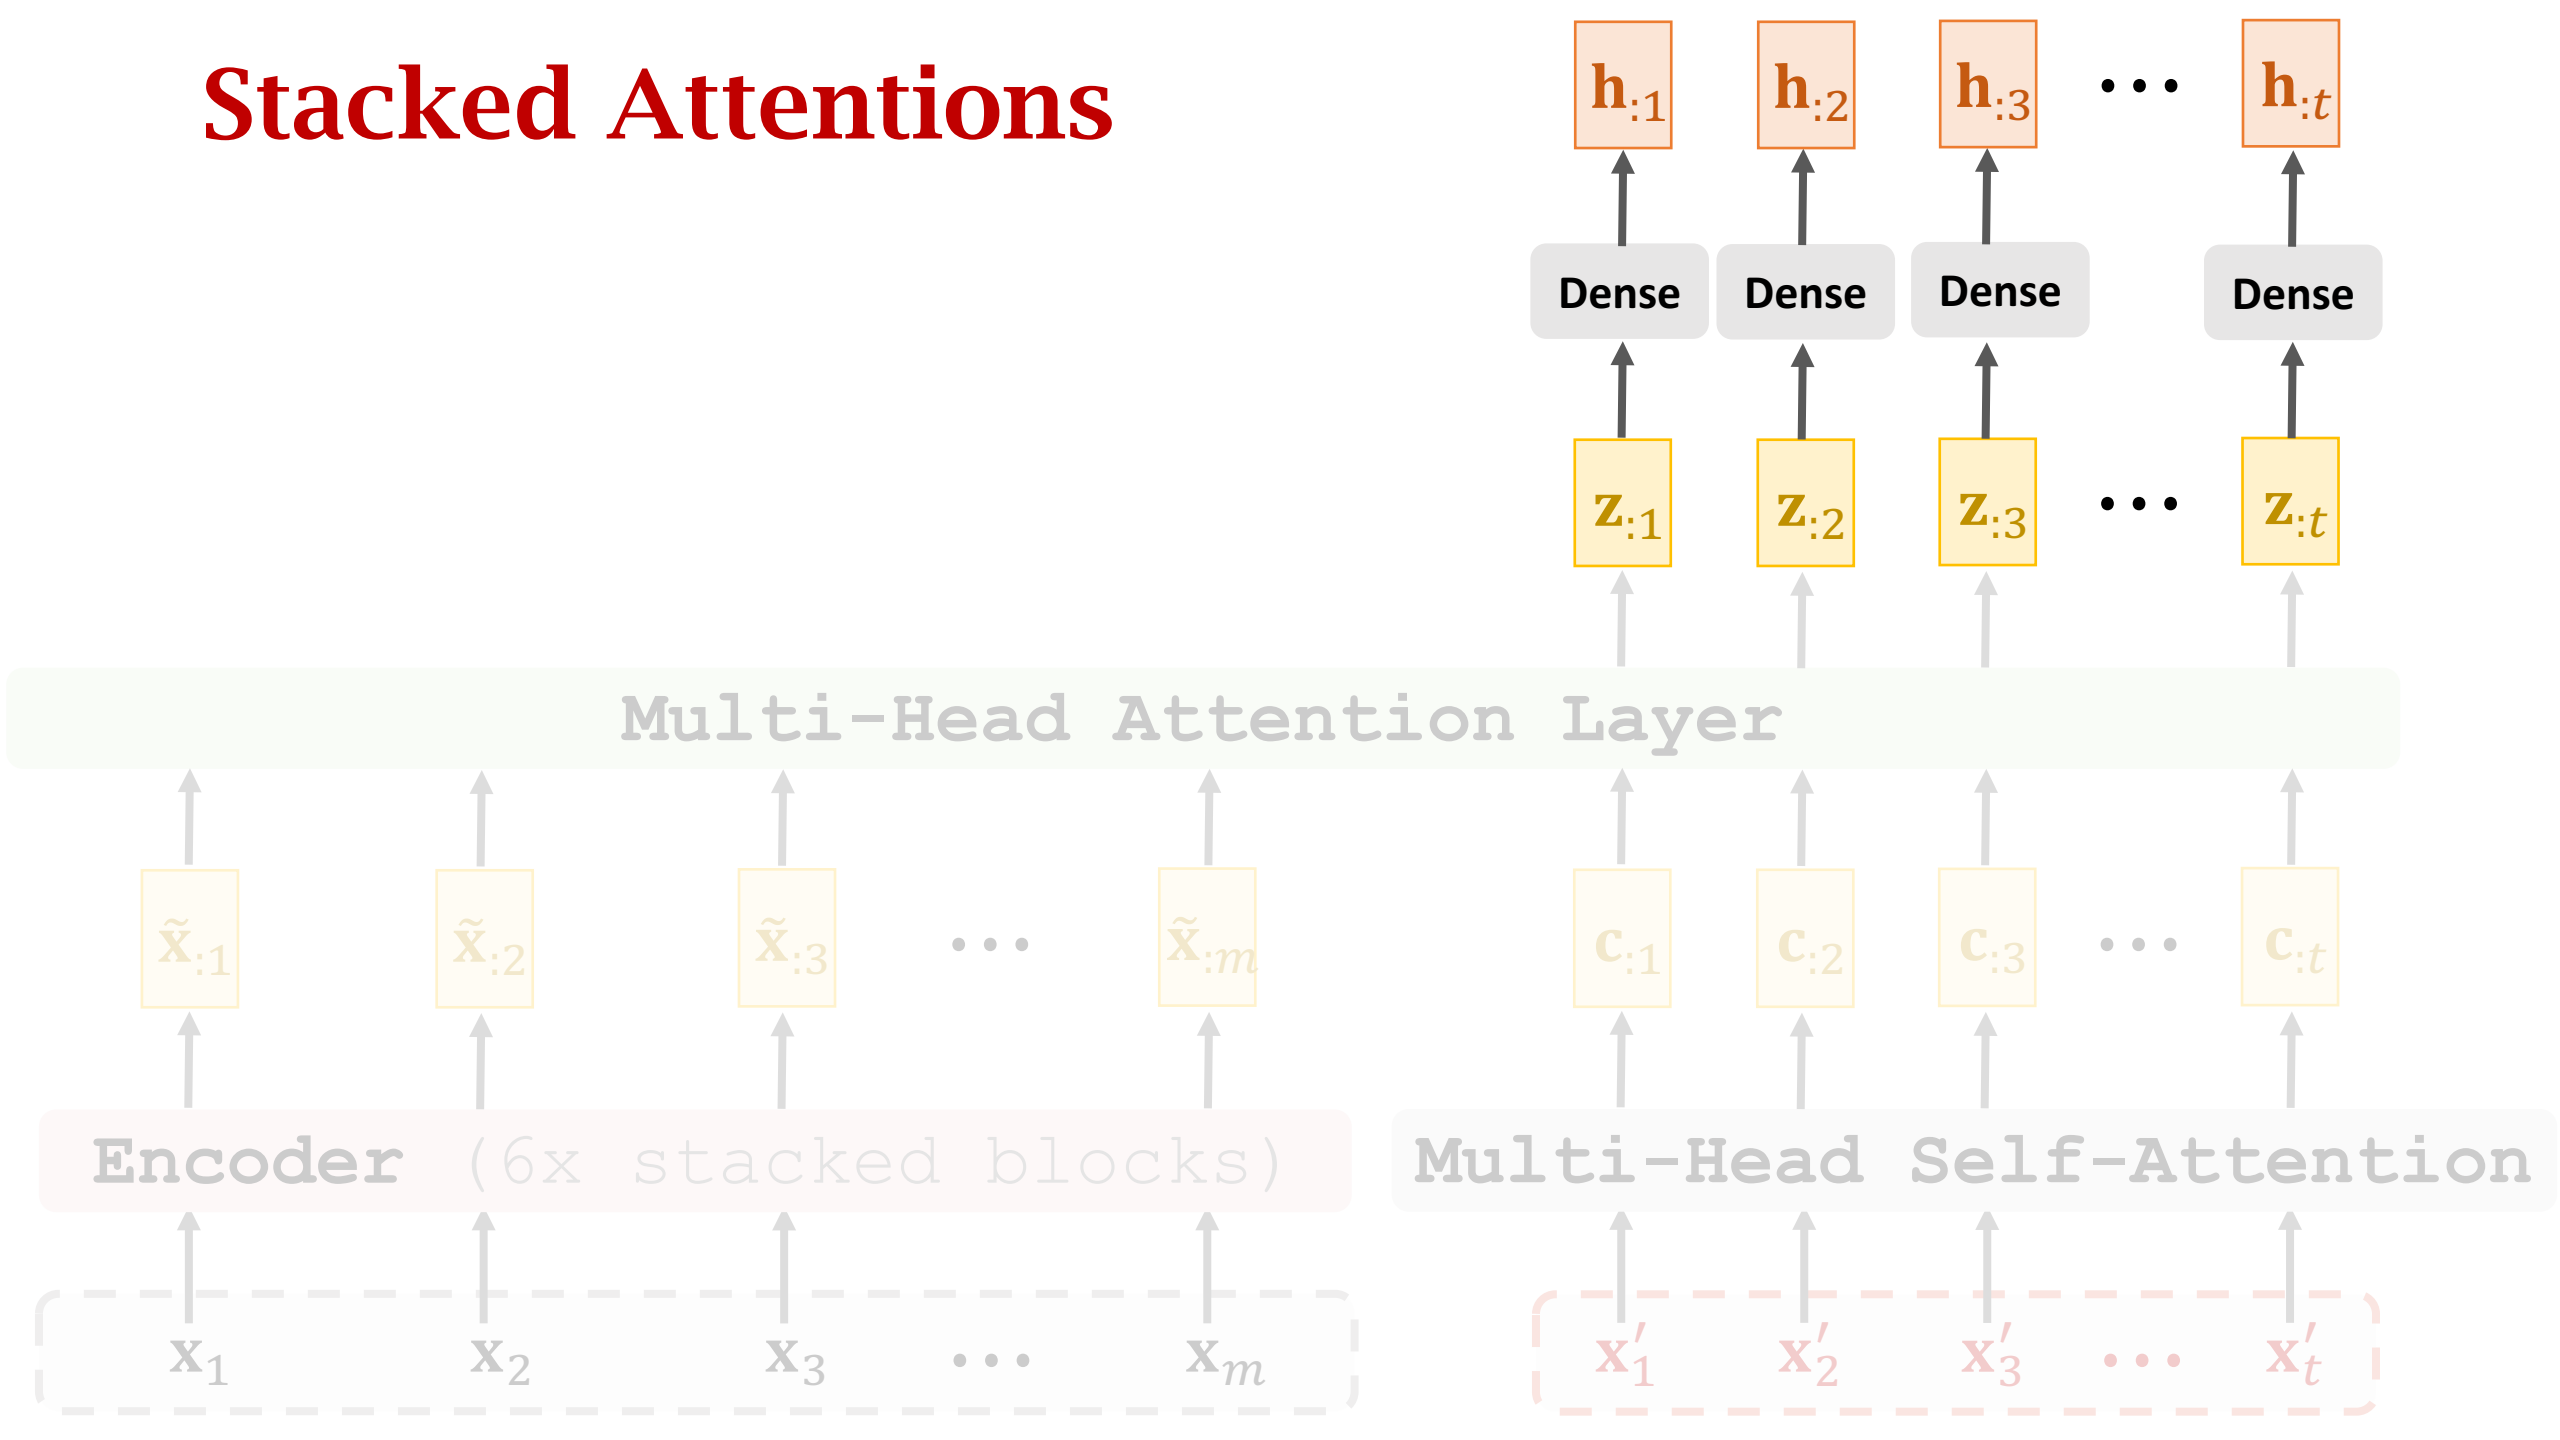 Stacked Attentions
h:1 h:2 h:3 ... h:t
Dense Dense Dense Dense
z:1 z:2 z:3 ... z:t
Multi-Head Attention Layer
x̃:1 x̃:2 x̃:3 ... x̃:m c:1 c:2 c:3 ... c:t
Encoder (6x stacked blocks) Multi-Head Self-Attention
x1 x2 x3 ... xm x′1 x′2 x′3 ... x′t